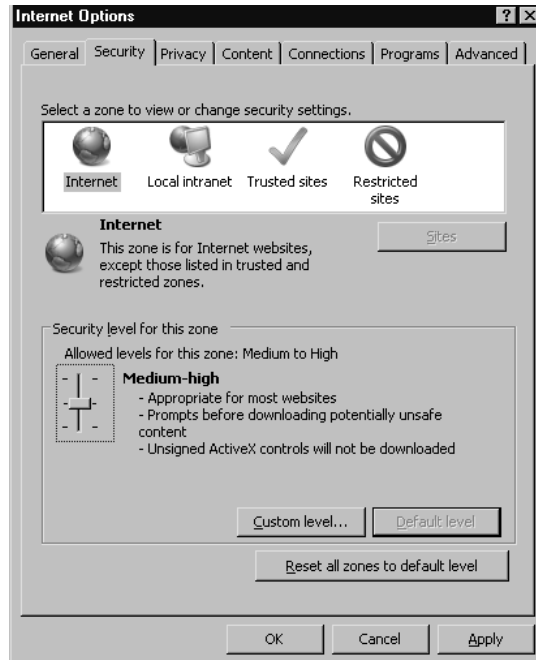 Internet Options
General Security Privacy Content Connections Programs Advanced
Select a zone to view or change security settings.
Internet Local intranet Trusted sites Restricted
sites
Internet
Sites
This zone is for Internet websites,
except those listed in trusted and
restricted zones.
Security level for this zone
Allowed levels for this zone: Medium to High
Medium-high
- Appropriate for most websites
- Prompts before downloading potentially unsafe
content
- Unsigned ActiveX controls will not be downloaded
Custom level... Default level
Reset all zones to default level
OK Cancel Apply